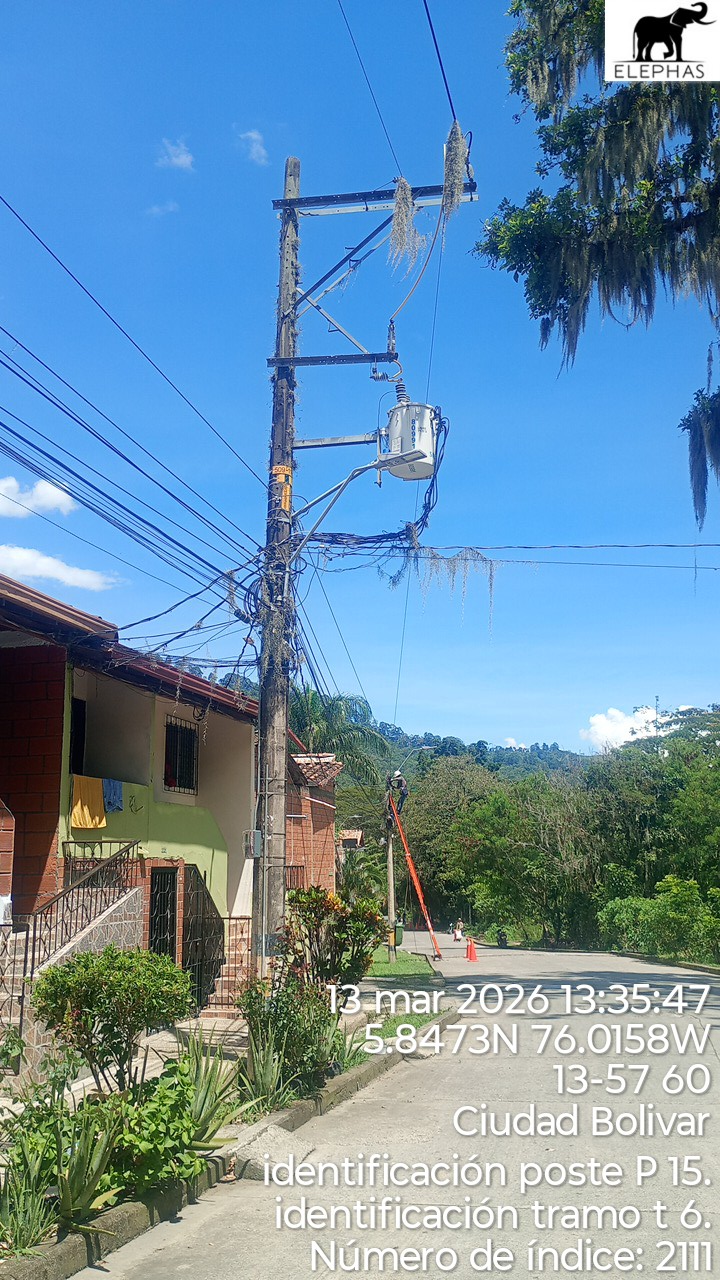 ELEPHAS
13 mar 2026 13:35:47
5.8473N 76.0158W
13-57 60
Ciudad Bolivar
identificación poste P 15.
identificación tramo t 6.
Número de índice: 2111